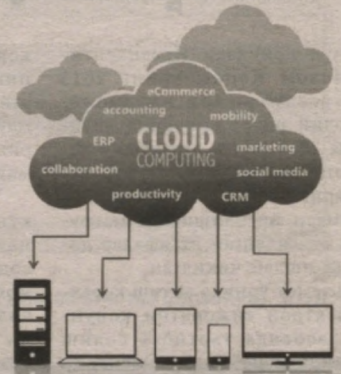 eCommerce
accounting
mobility
ERP
CLOUD
COMPUTING
marketing
collaboration
social media
productivity
CRM